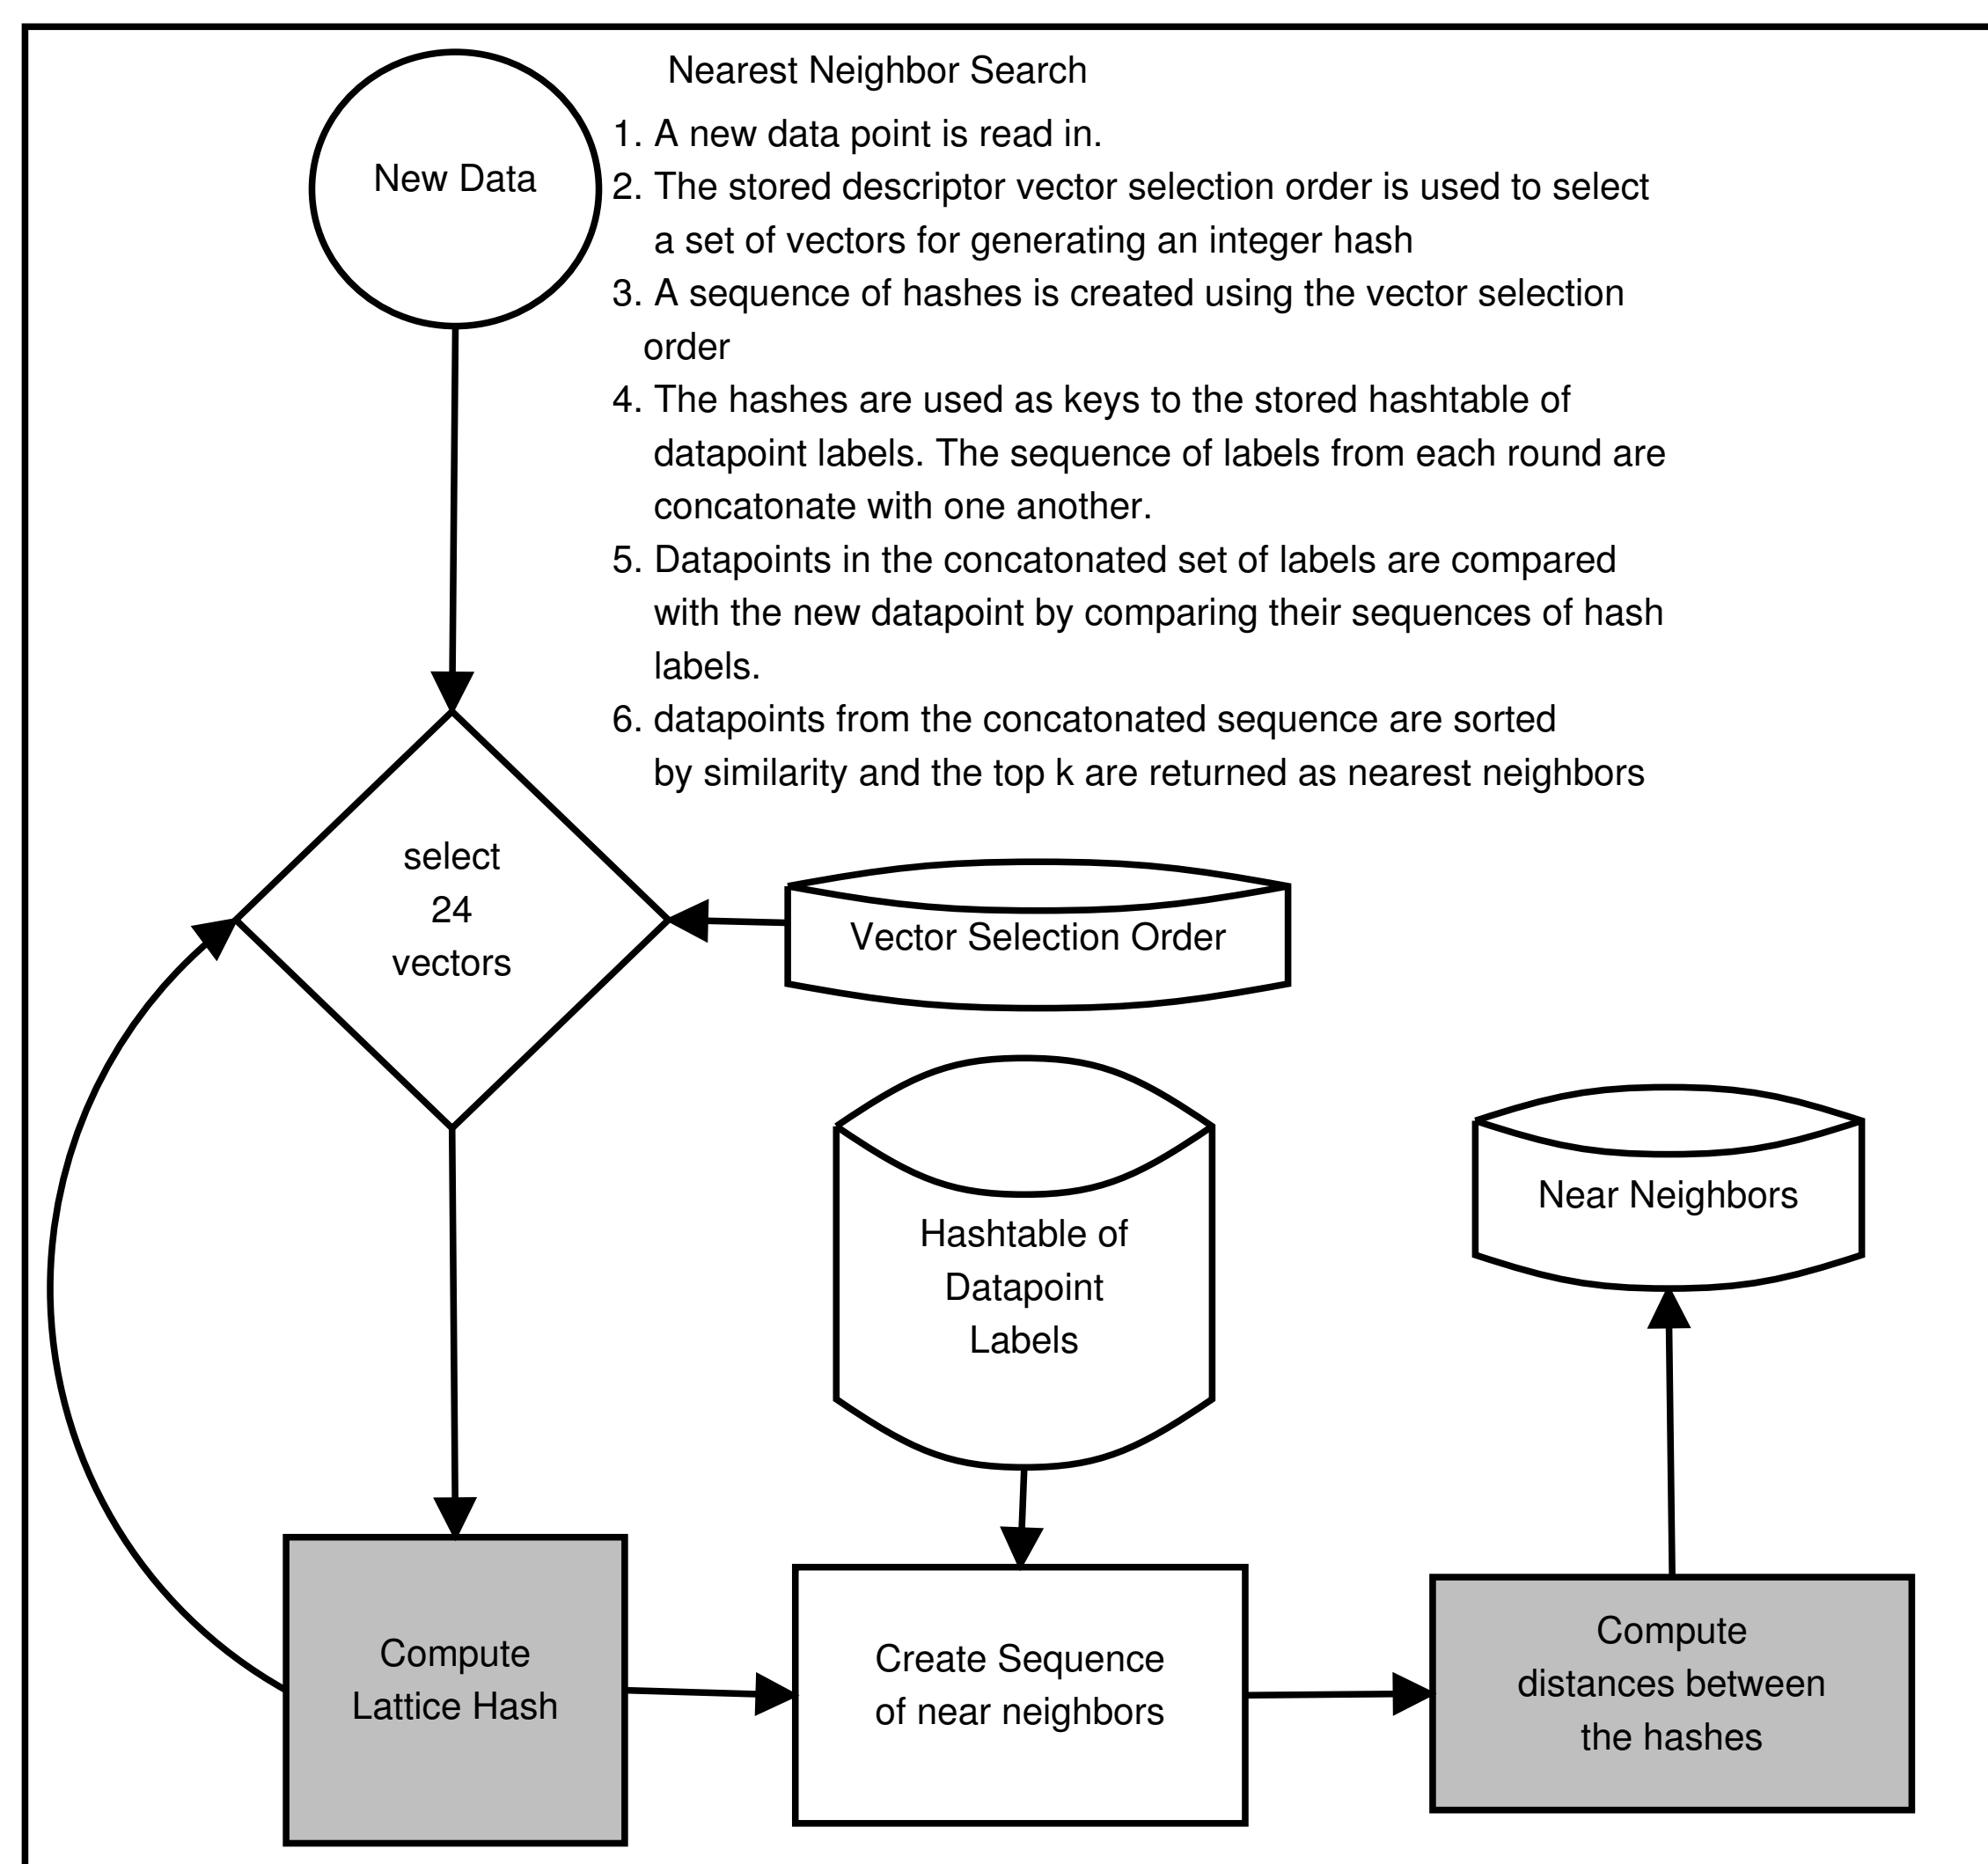 Nearest Neighbor Search
New Data
1. A new data point is read in.
2. The stored descriptor vector selection order is used to select
a set of vectors for generating an integer hash
3. A sequence of hashes is created using the vector selection
order
4. The hashes are used as keys to the stored hashtable of
datapoint labels. The sequence of labels from each round are
concatonate with one another.
5. Datapoints in the concatonated set of labels are compared
with the new datapoint by comparing their sequences of hash
labels.
6. datapoints from the concatonated sequence are sorted
by similarity and the top k are returned as nearest neighbors
select
24
vectors
Vector Selection Order
Hashtable of
Datapoint
Labels
Near Neighbors
Compute
Lattice Hash
Create Sequence
of near neighbors
Compute
distances between
the hashes